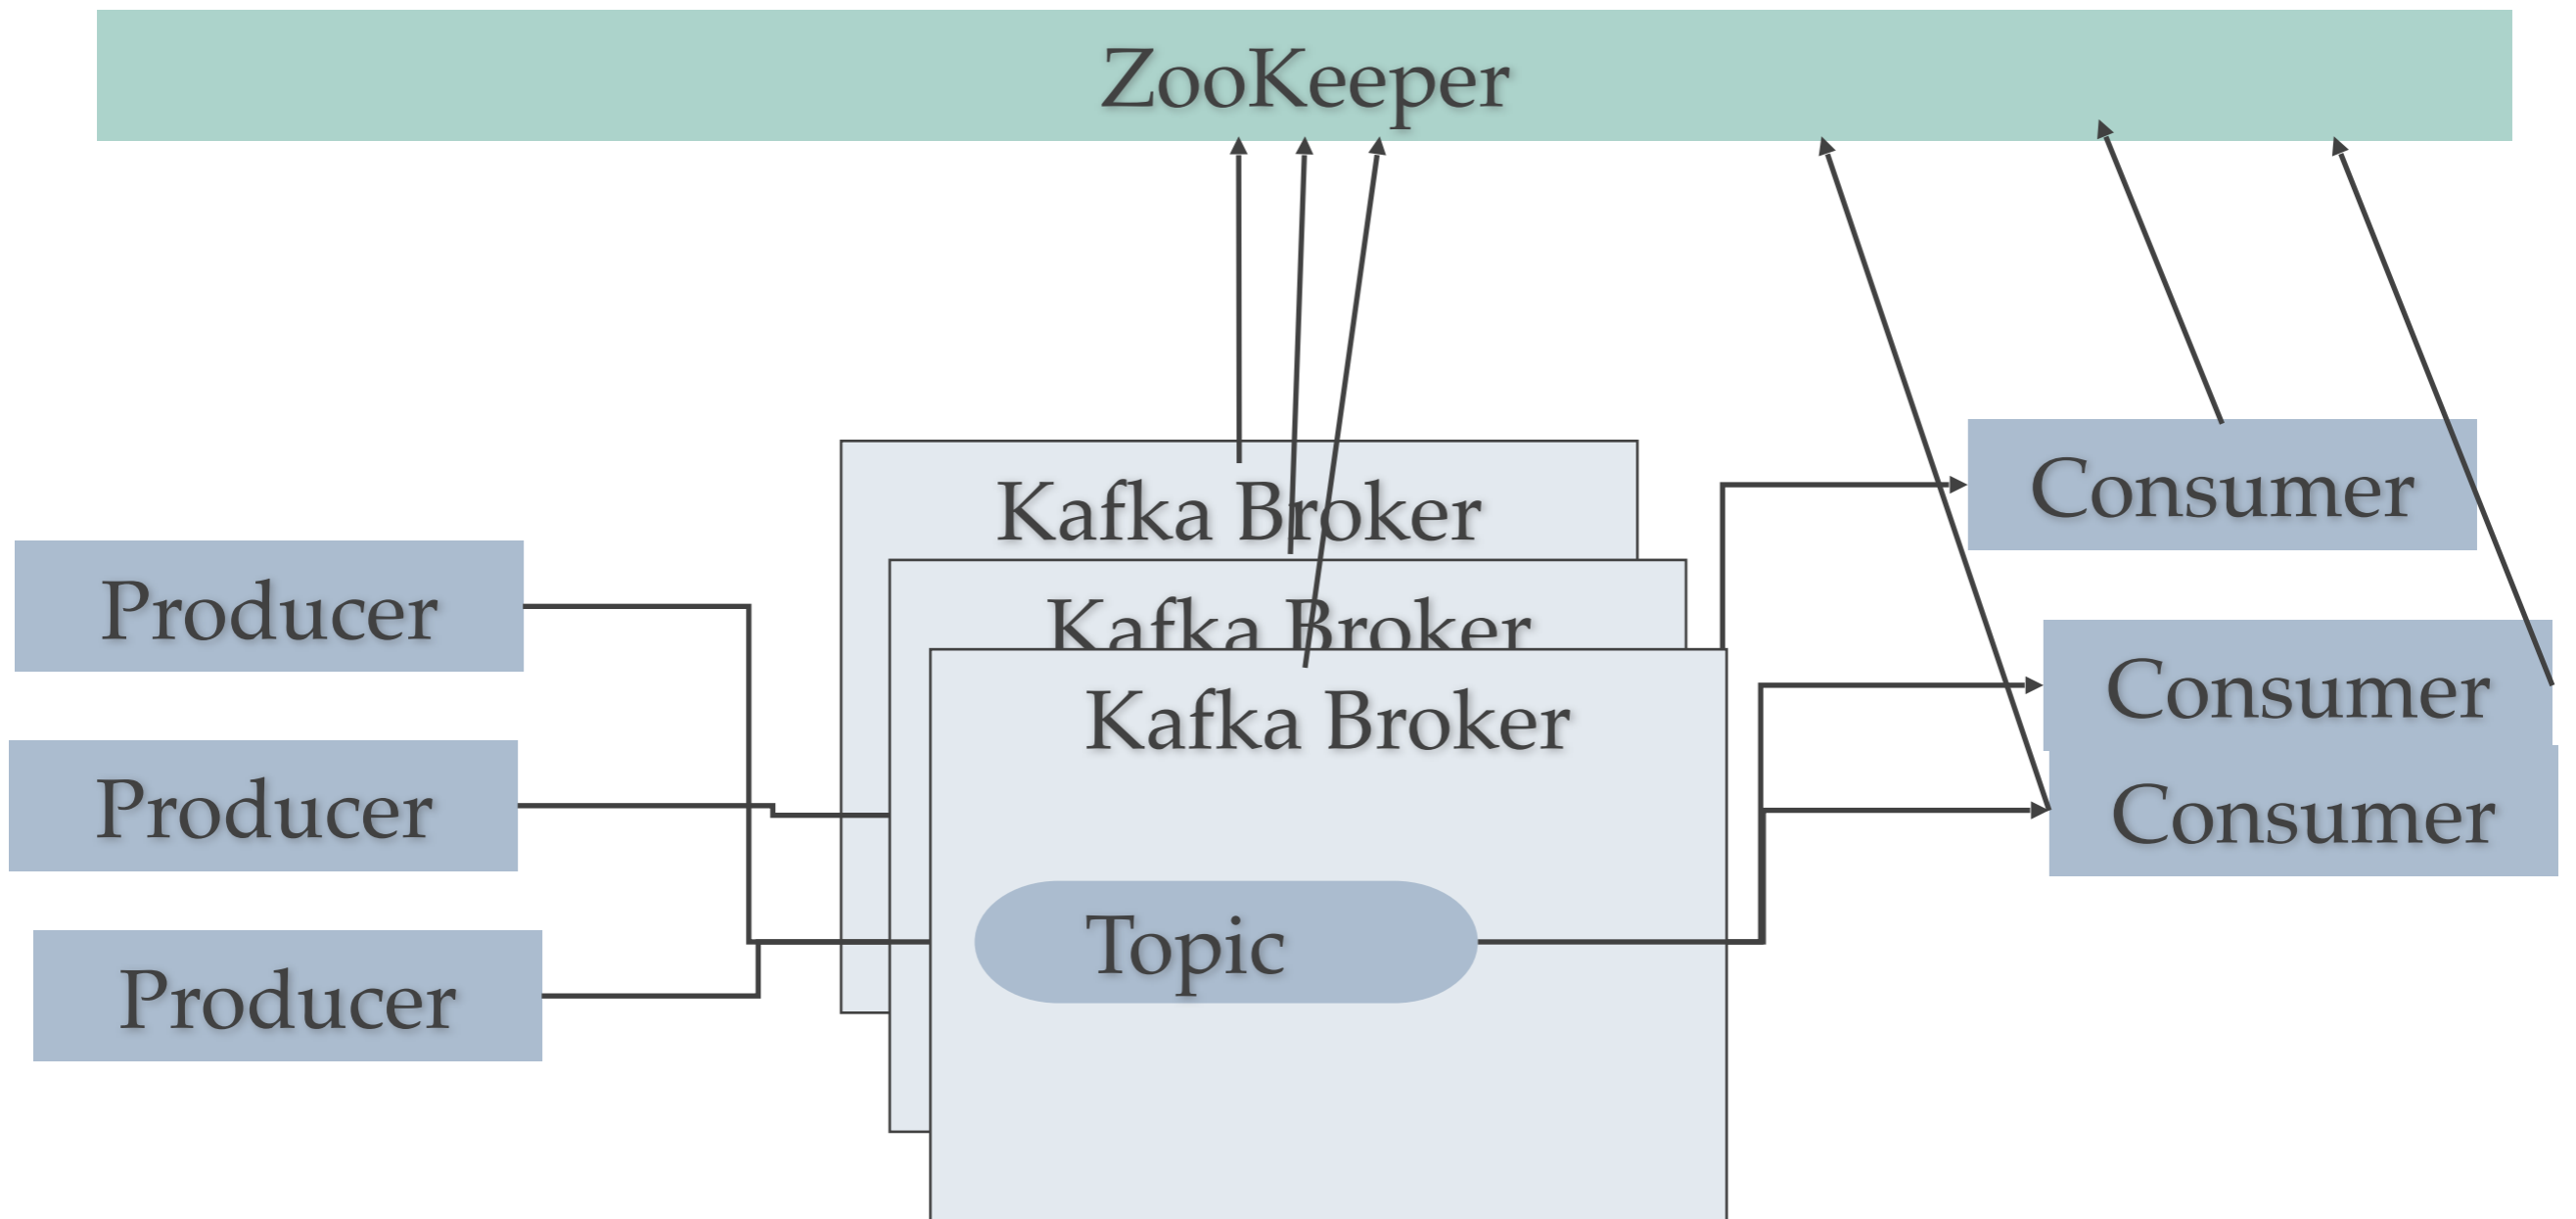 ZooKeeper
Kafka Broker
Kafka Broker
Kafka Broker
Topic
Producer
Producer
Producer
Consumer
Consumer
Consumer